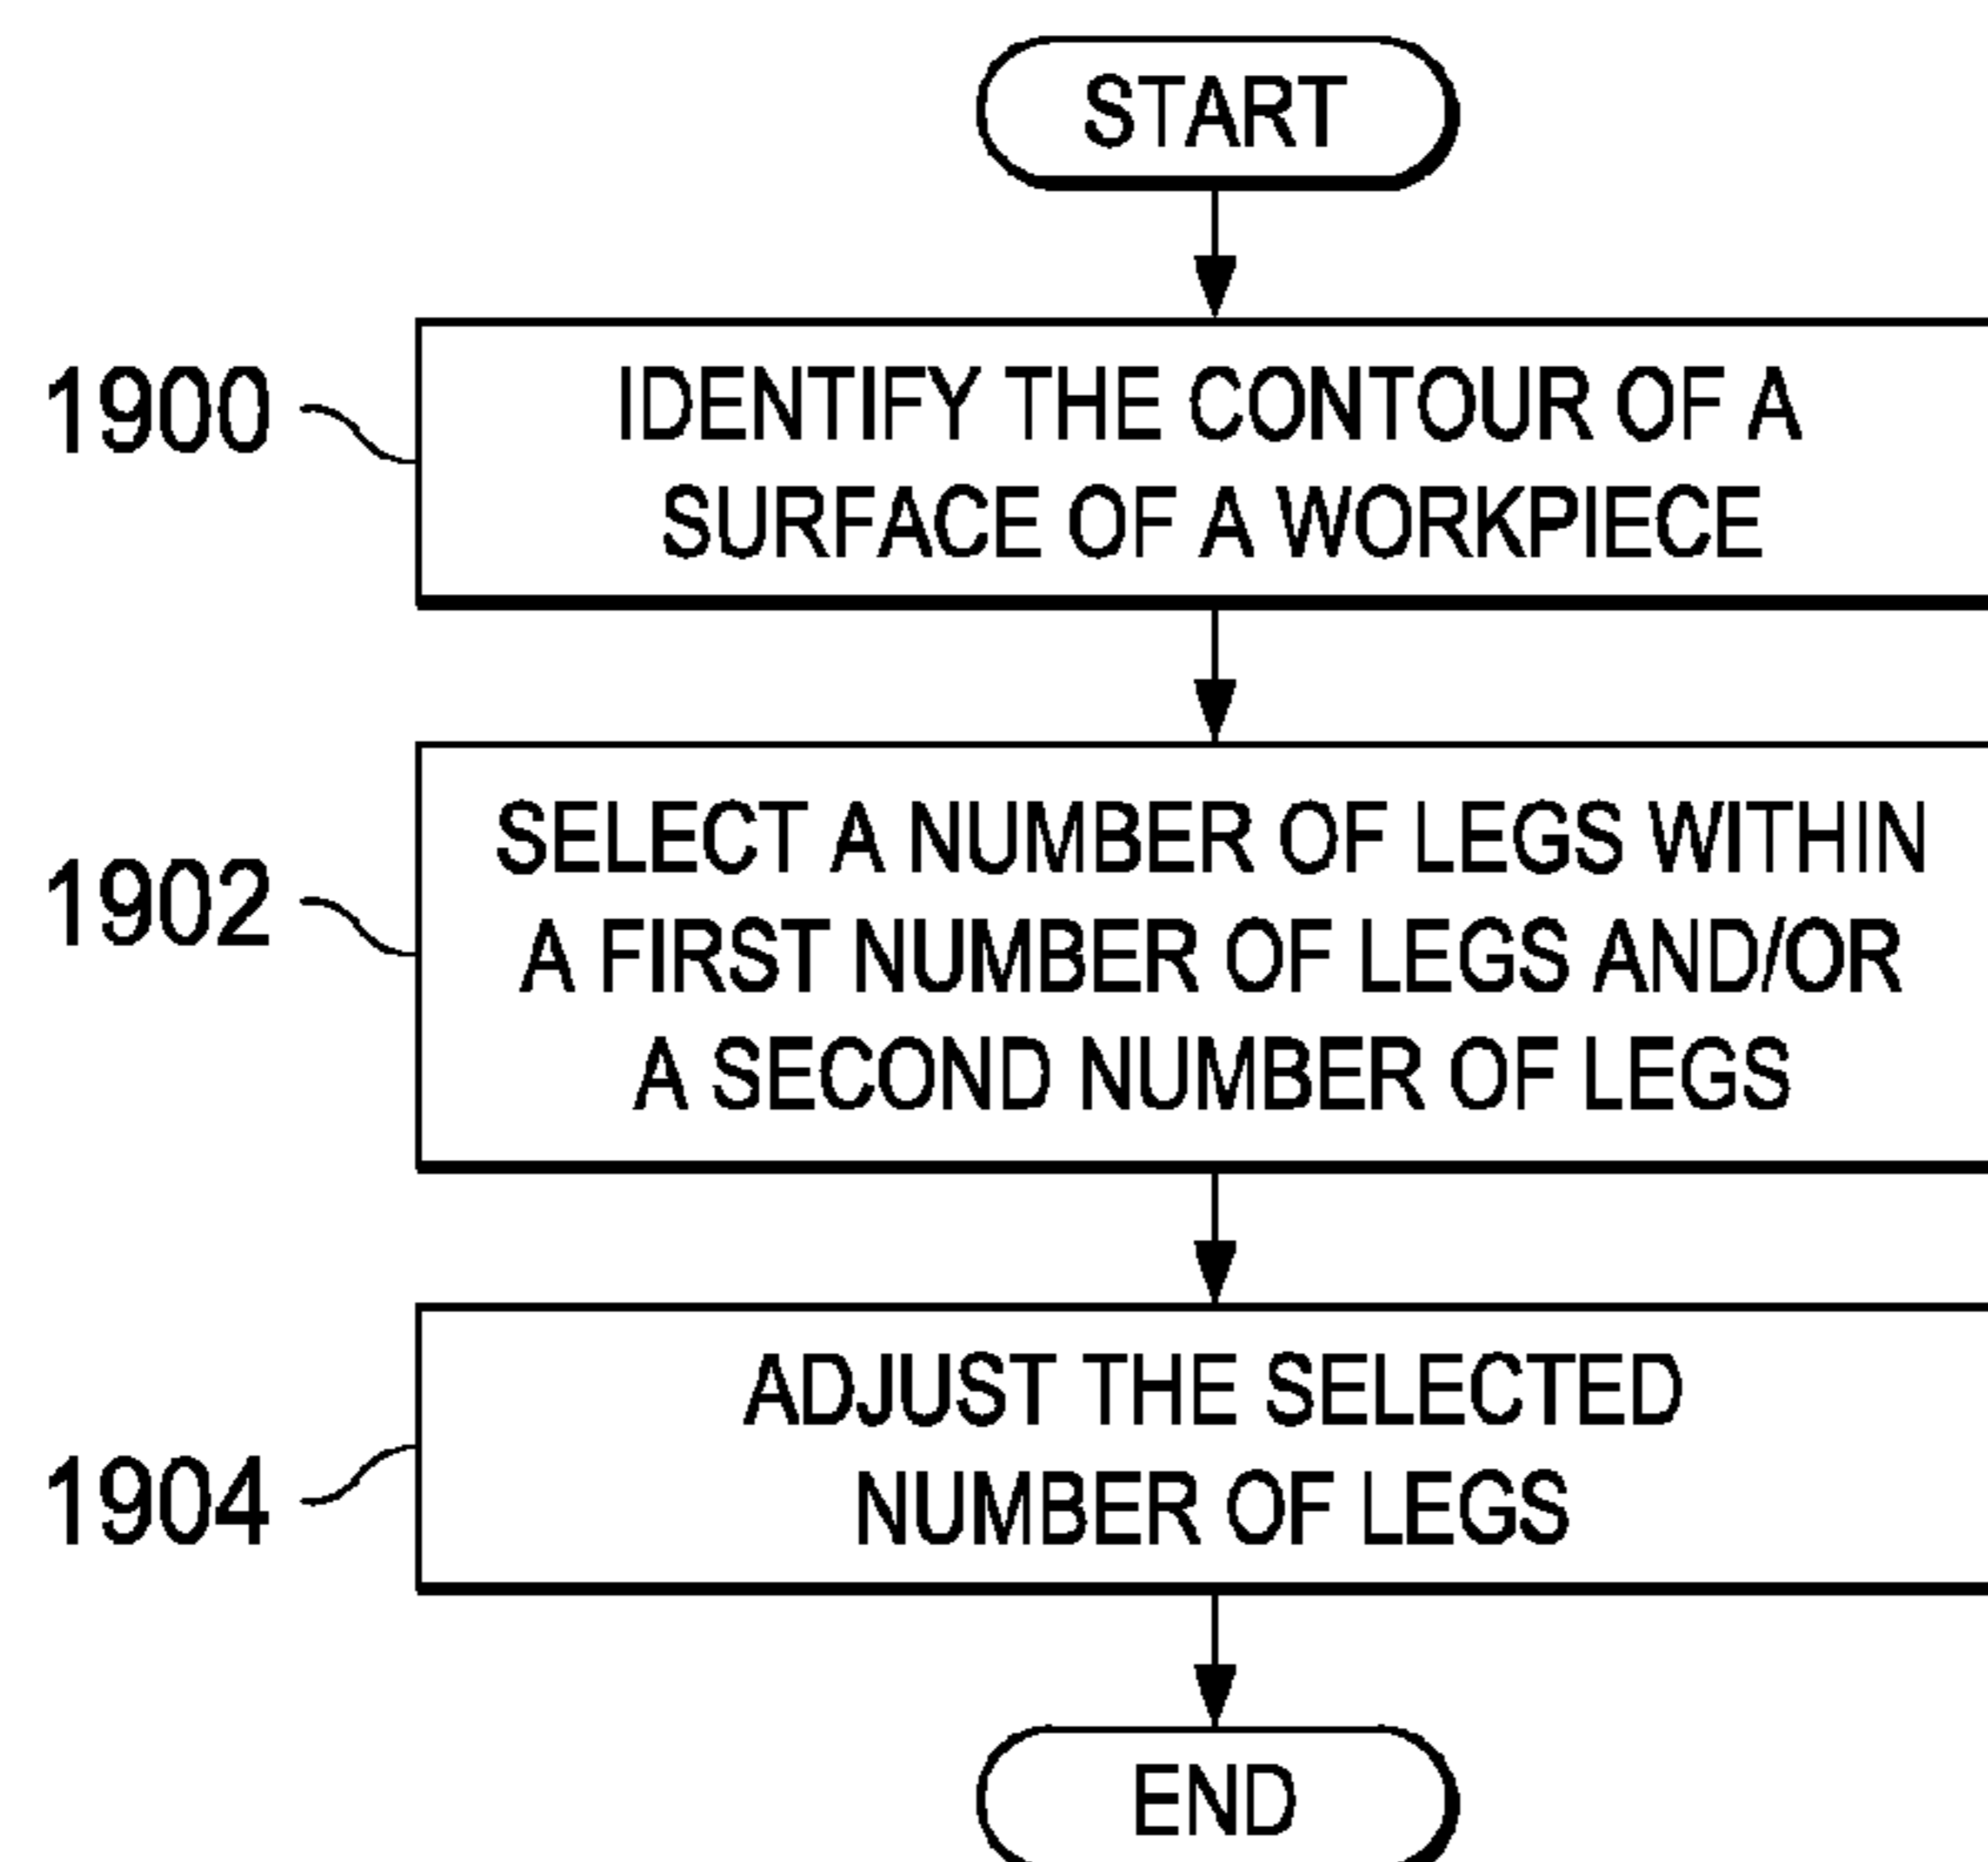 START
1900
IDENTIFY THE CONTOUR OF A
SURFACE OF A WORKPIECE
1902
SELECT A NUMBER OF LEGS WITHIN
A FIRST NUMBER OF LEGS AND/OR
A SECOND NUMBER OF LEGS
1904
ADJUST THE SELECTED
NUMBER OF LEGS
END